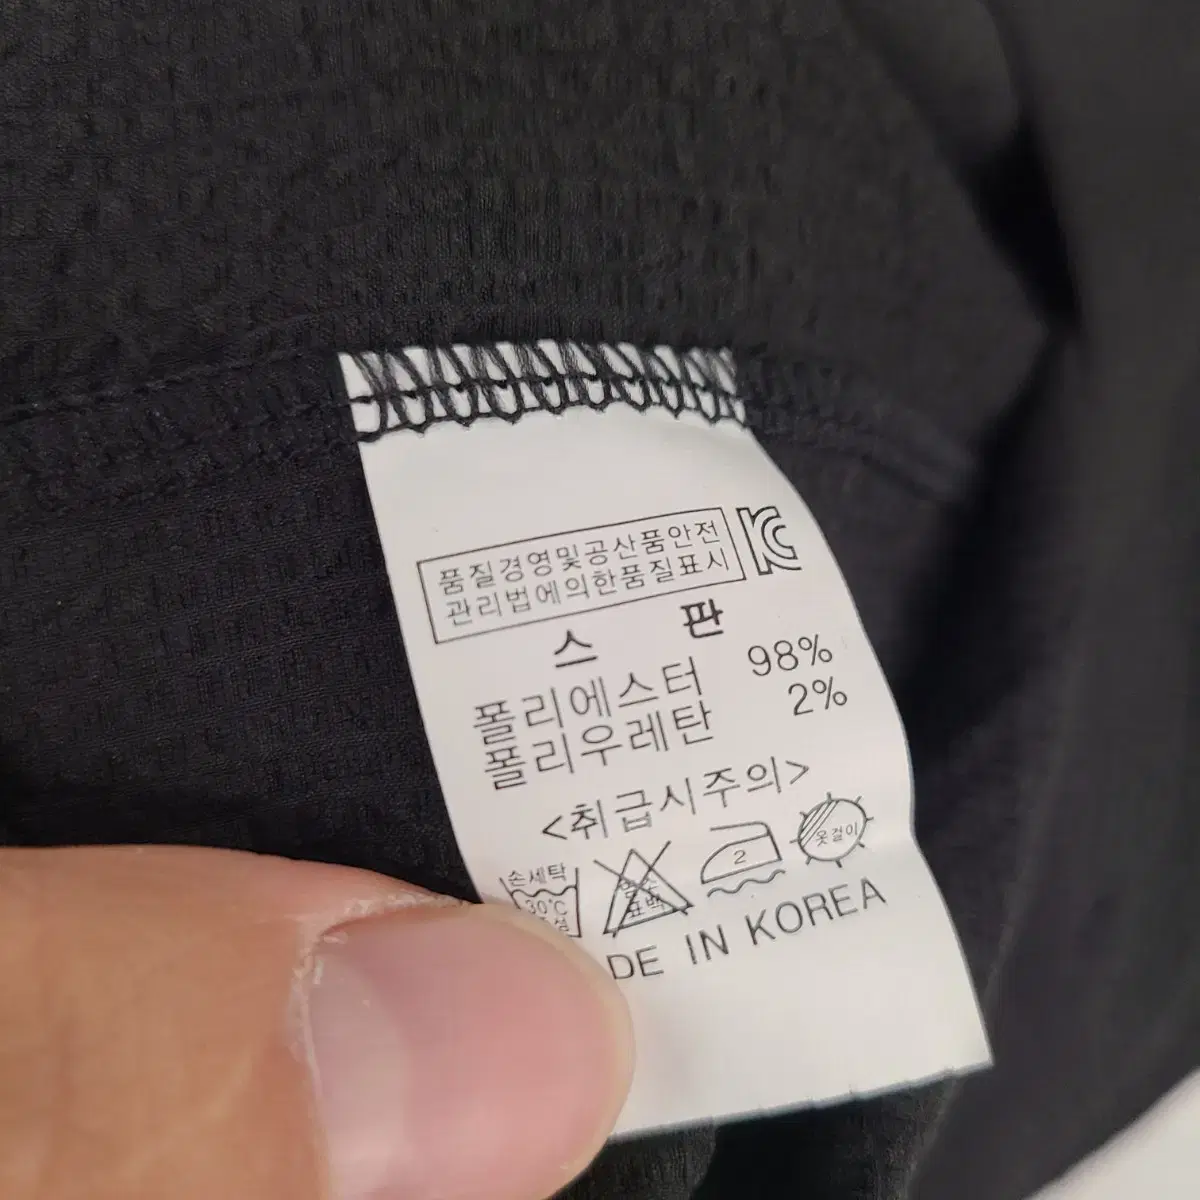 품질경영및공산품안전
관리법에의한품질표시
스 판
폴리에스터 98%
폴리우레탄 2%
<취급시주의>
손세탁
30°C
표백
2
옷걸이
DE IN KOREA